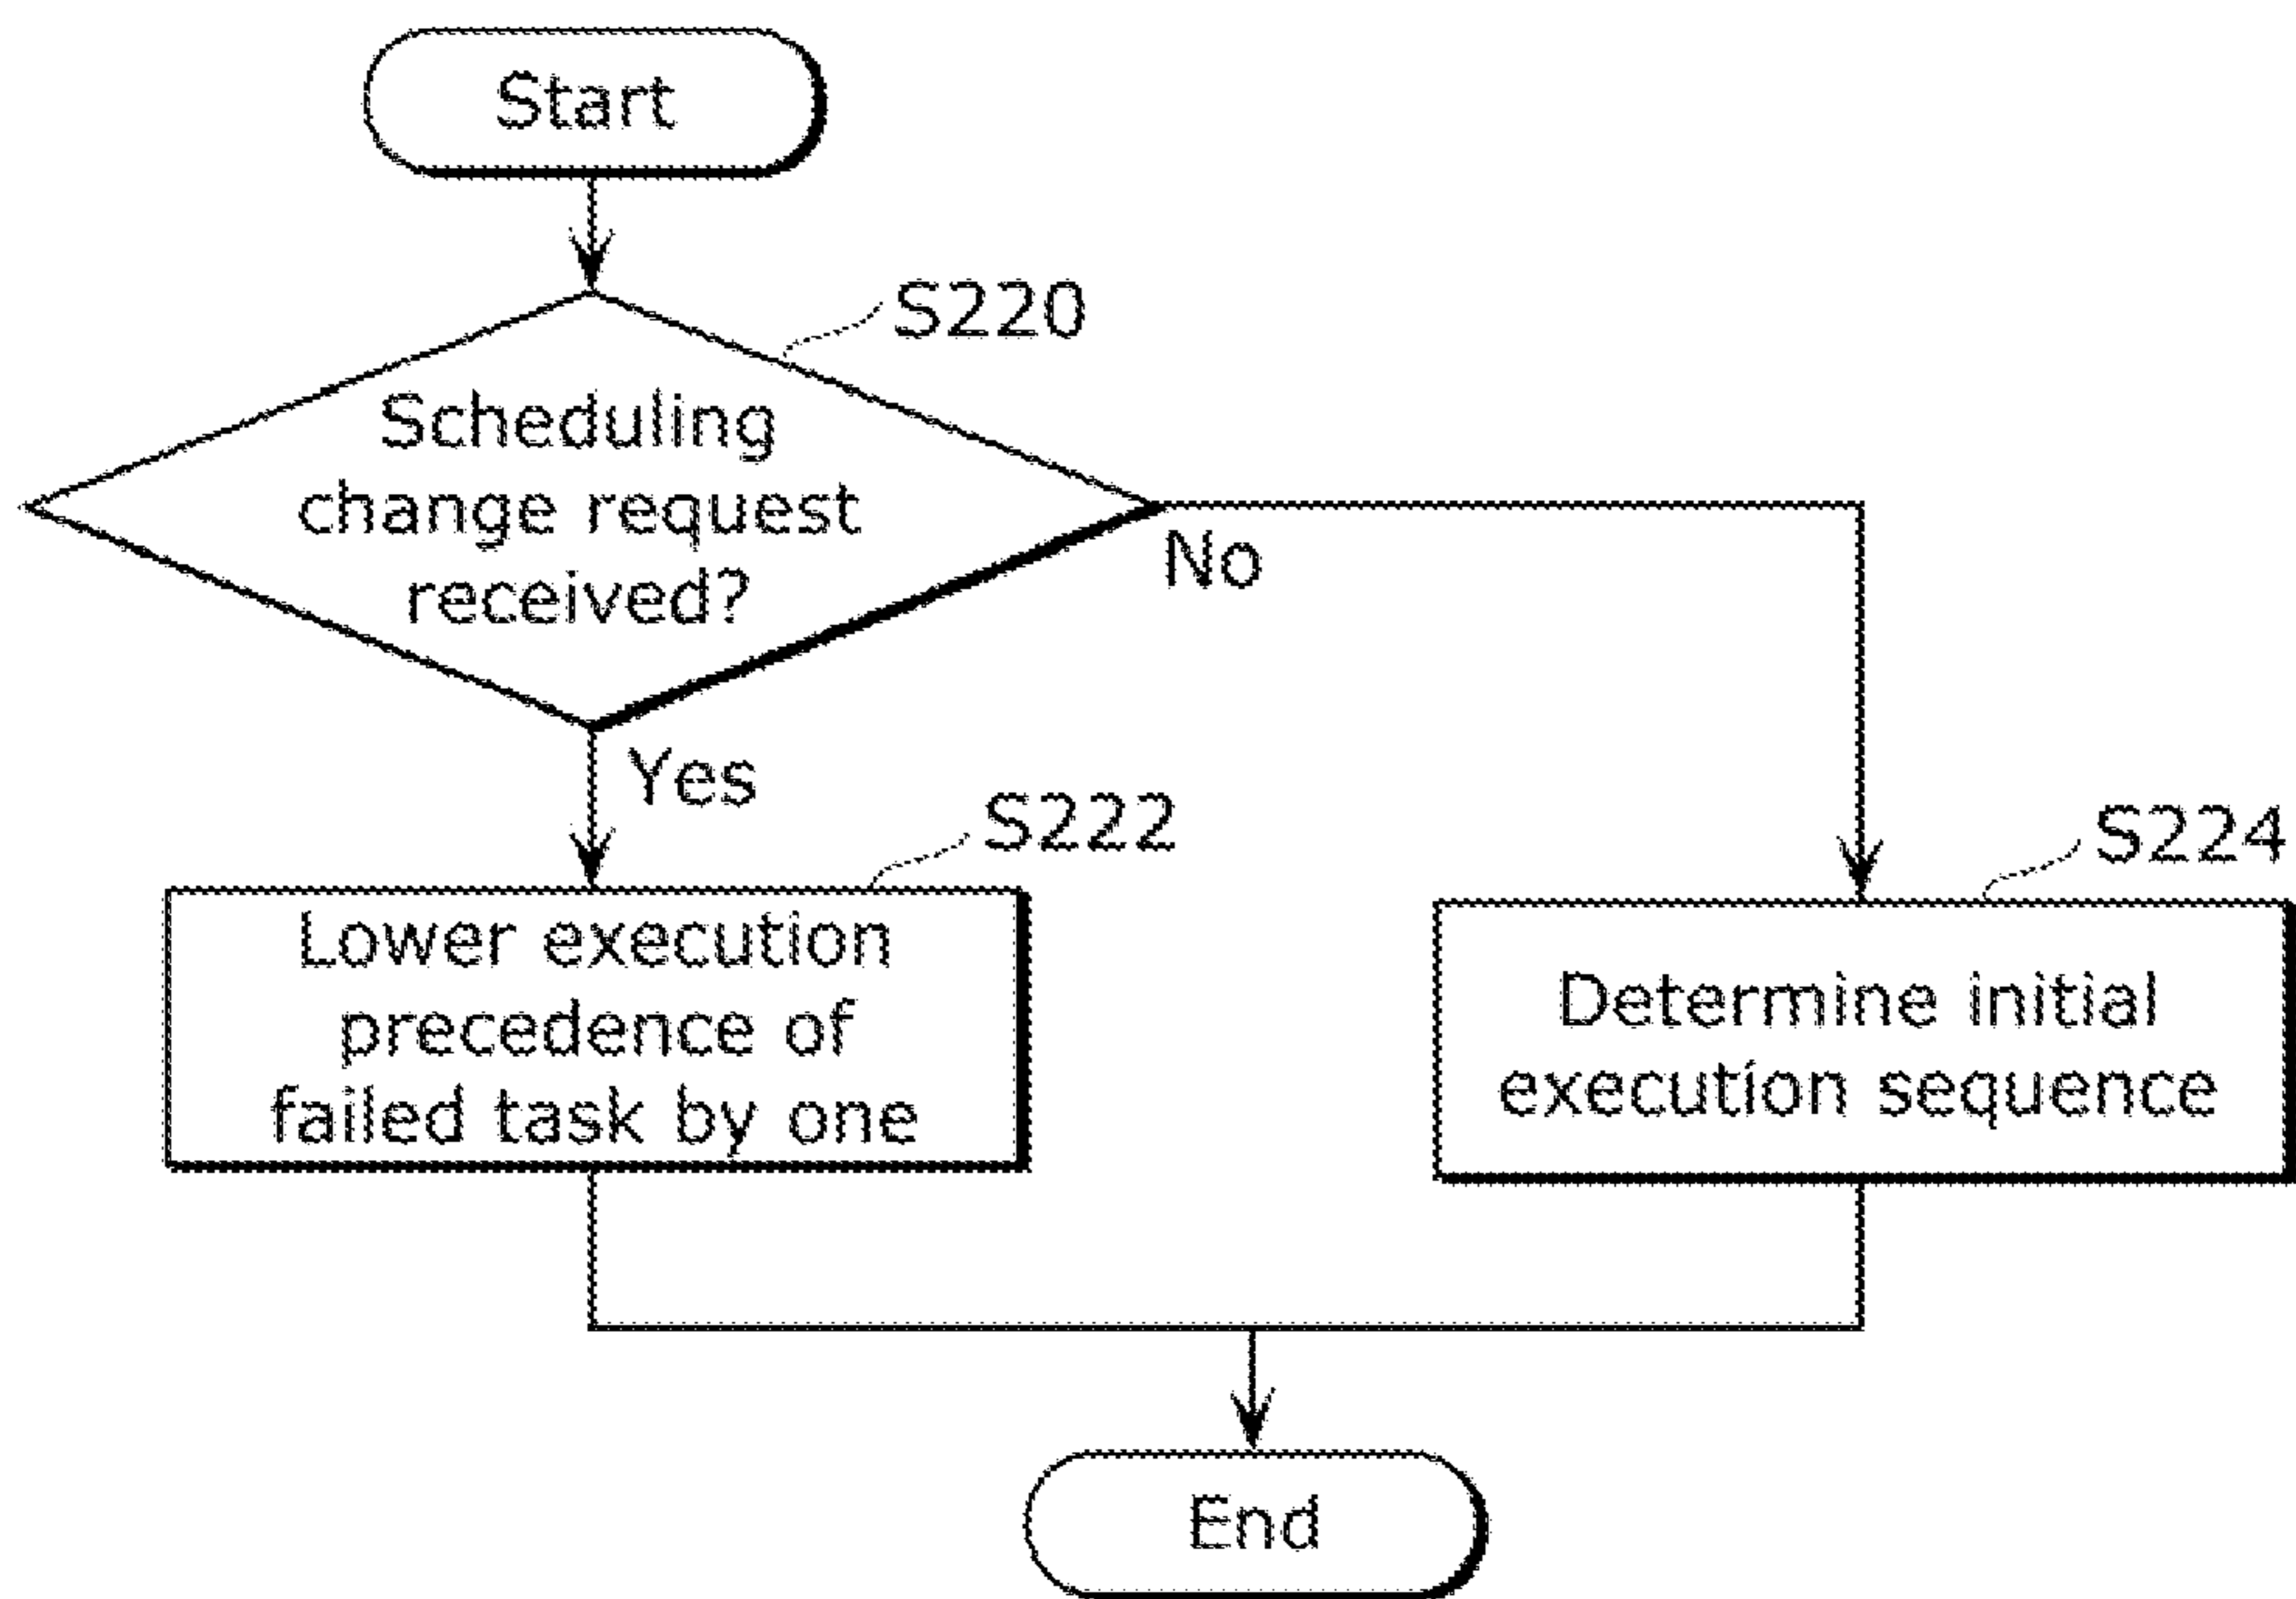 Start
S220
Scheduling
change request
received?
No
Yes
S222
Lower execution
precedence of
failed task by one
S224
Determine initial
execution sequence
End